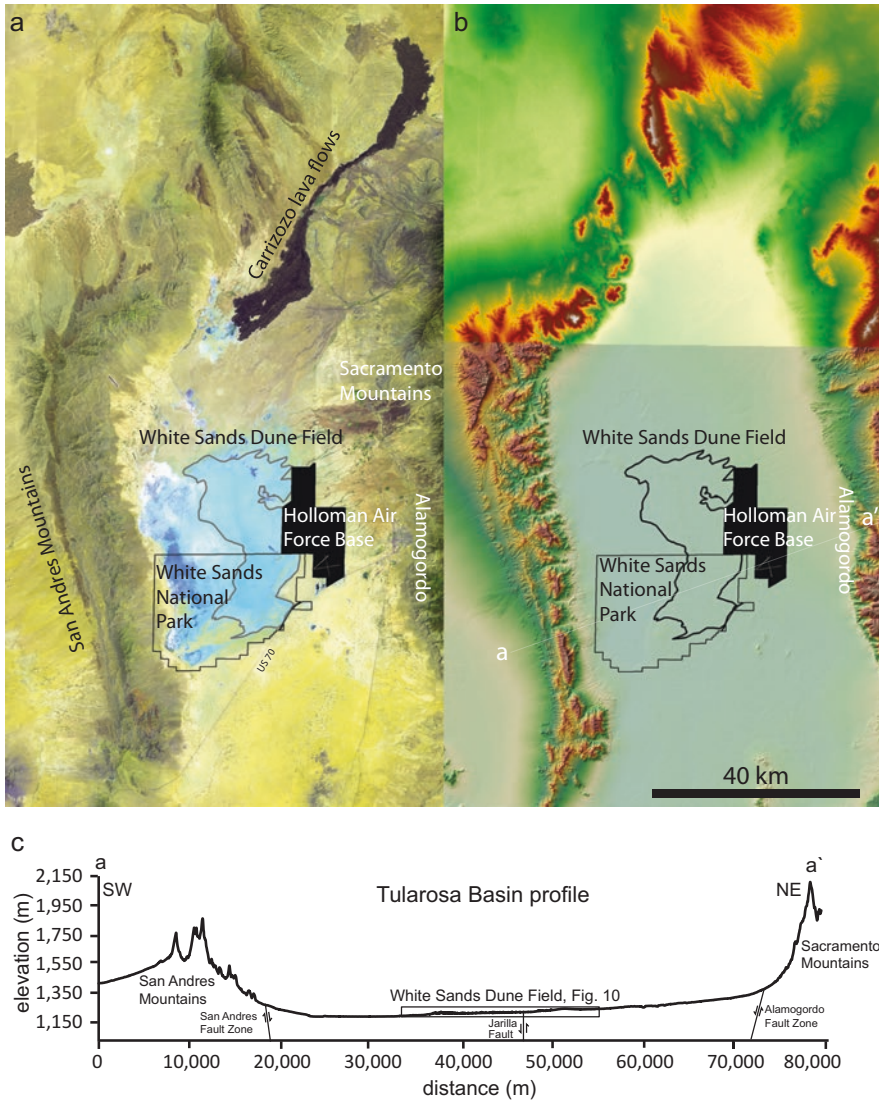 a
Carrizozo lava flows
Sacramento
Mountains
White Sands Dune Field
San Andres Mountains
Holloman Air
Force Base
Alamogordo
White Sands
National
Park
US 70
b
White Sands Dune Field
Holloman Air
Force Base
Alamogordo
a'
White Sands
National
Park
a
40 km
c
a
a`
2,150
1,950
1,750
1,550
1,350
1,150
elevation (m)
SW
Tularosa Basin profile
NE
San Andres
Mountains
Sacramento
Mountains
San Andres
Fault Zone
White Sands Dune Field, Fig. 10
Jarilla
Fault
Alamogordo
Fault Zone
0 10,000 20,000 30,000 40,000 50,000 60,000 70,000 80,000
distance (m)